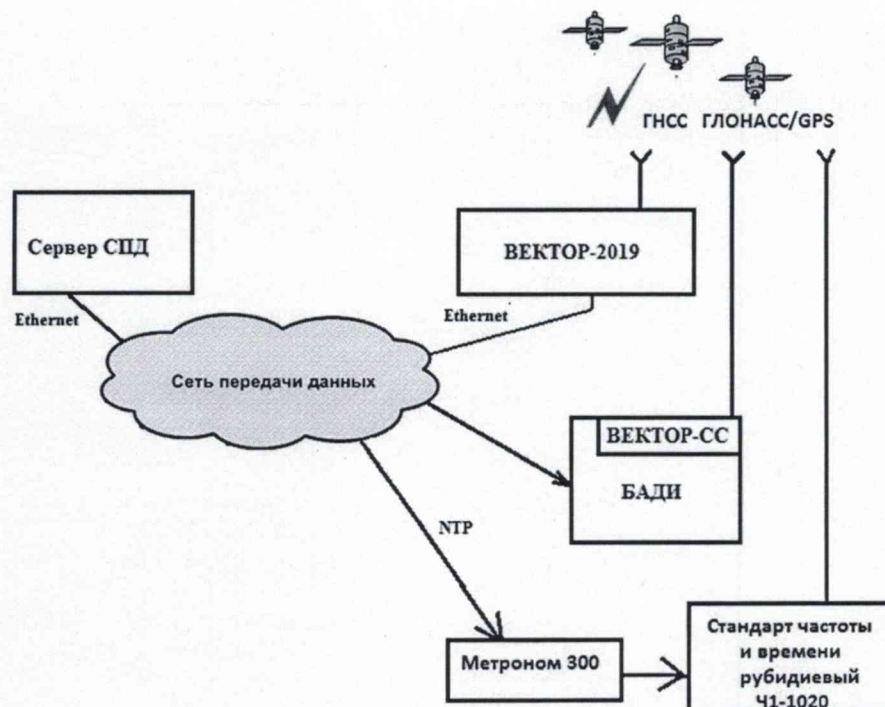 ГНСС ГЛОНАСС/GPS
Сервер СПД
ВЕКТОР-2019
Ethernet
Ethernet
Сеть передачи данных
ВЕКТОР-СС
БАДИ
NTP
Метроном 300
Стандарт частоты
и времени
рубидиевый
Ч1-1020